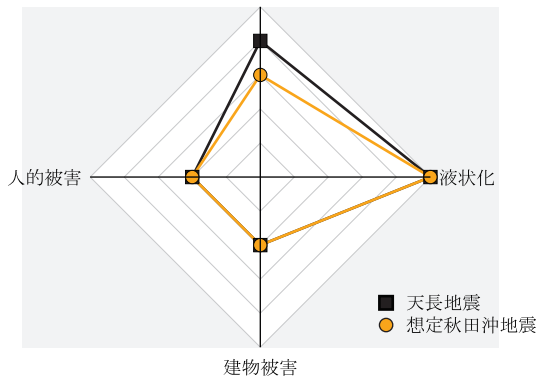 人的被害
液状化
天長地震
想定秋田沖地震
建物被害